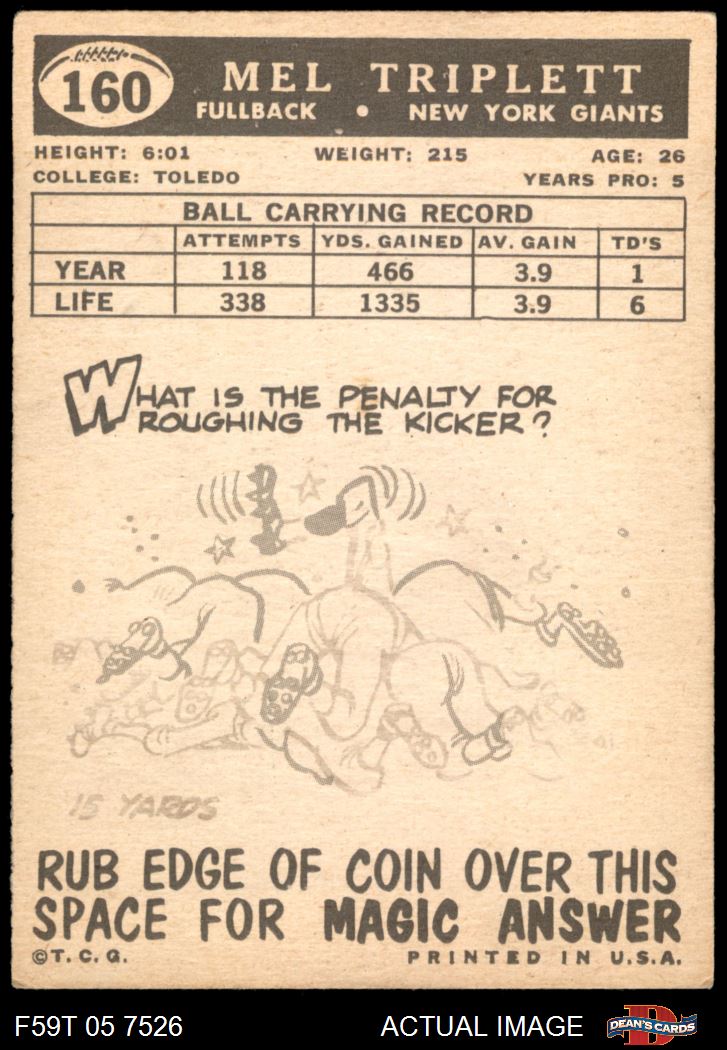 160
MEL TRIPLETT
FULLBACK • NEW YORK GIANTS
HEIGHT: 6:01 WEIGHT: 215 AGE: 26
COLLEGE: TOLEDO YEARS PRO: 5
BALL CARRYING RECORD
ATTEMPTS YDS. GAINED AV. GAIN TD'S
YEAR 118 466 3.9 1
LIFE 338 1335 3.9 6
WHAT IS THE PENALTY FOR
ROUGHING THE KICKER?
15 YARDS
RUB EDGE OF COIN OVER THIS
SPACE FOR MAGIC ANSWER
©T. C. G. PRINTED IN U.S.A.
F59T 05 7526 ACTUAL IMAGE D DEAN'S CARDS